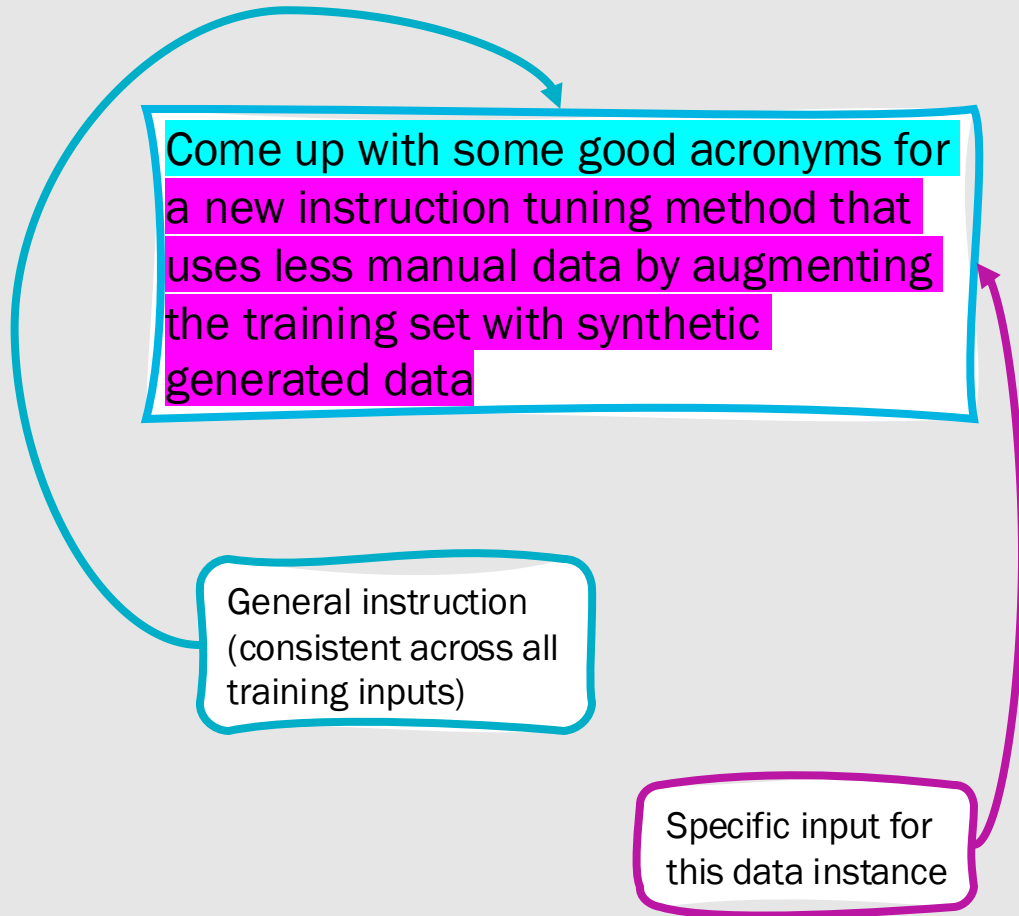 Come up with some good acronyms for
a new instruction tuning method that
uses less manual data by augmenting
the training set with synthetic
generated data
General instruction
(consistent across all
training inputs)
Specific input for
this data instance